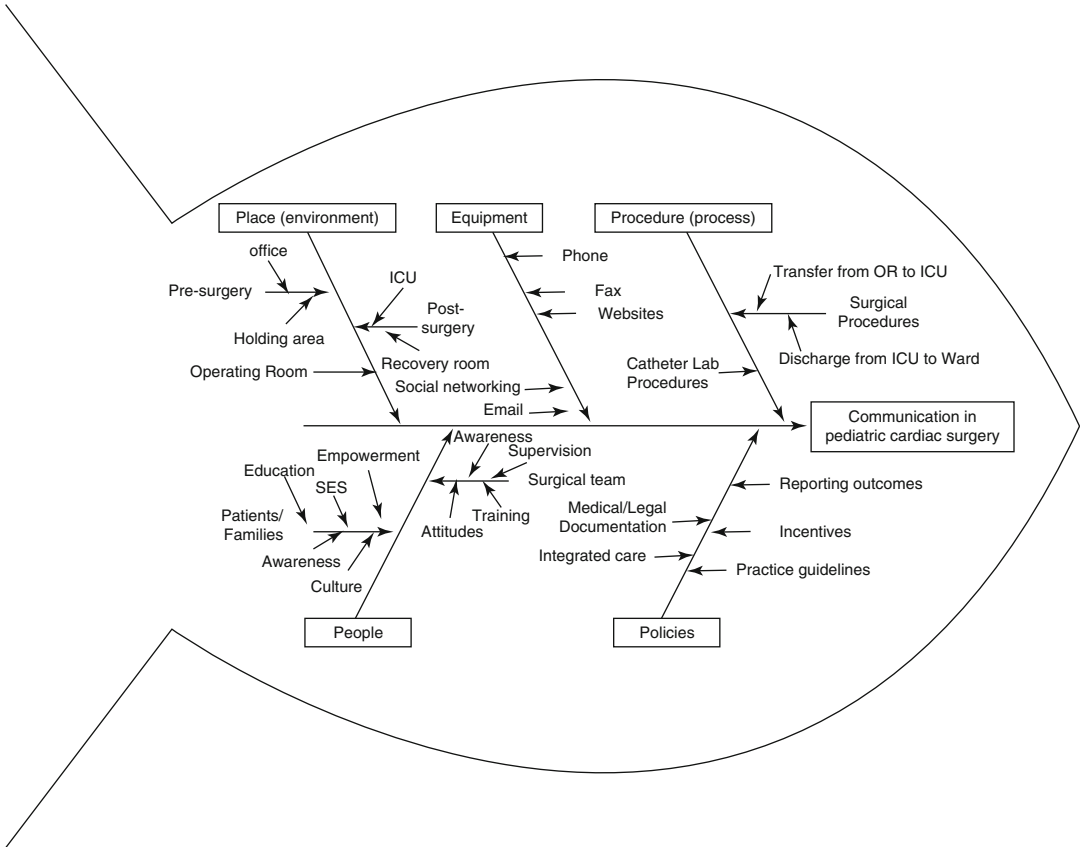 Place (environment)
Equipment
Procedure (process)
office
Pre-surgery
Holding area
Operating Room
ICU
Post-
surgery
Recovery room
Phone
Fax
Websites
Social networking
Email
Transfer from OR to ICU
Surgical
Procedures
Discharge from ICU to Ward
Catheter Lab
Procedures
Communication in
pediatric cardiac surgery
Awareness
Supervision
Surgical team
Training
Attitudes
Empowerment
Education
SES
Patients/
Families
Awareness
Culture
Reporting outcomes
Medical/Legal
Documentation
Incentives
Integrated care
Practice guidelines
People
Policies